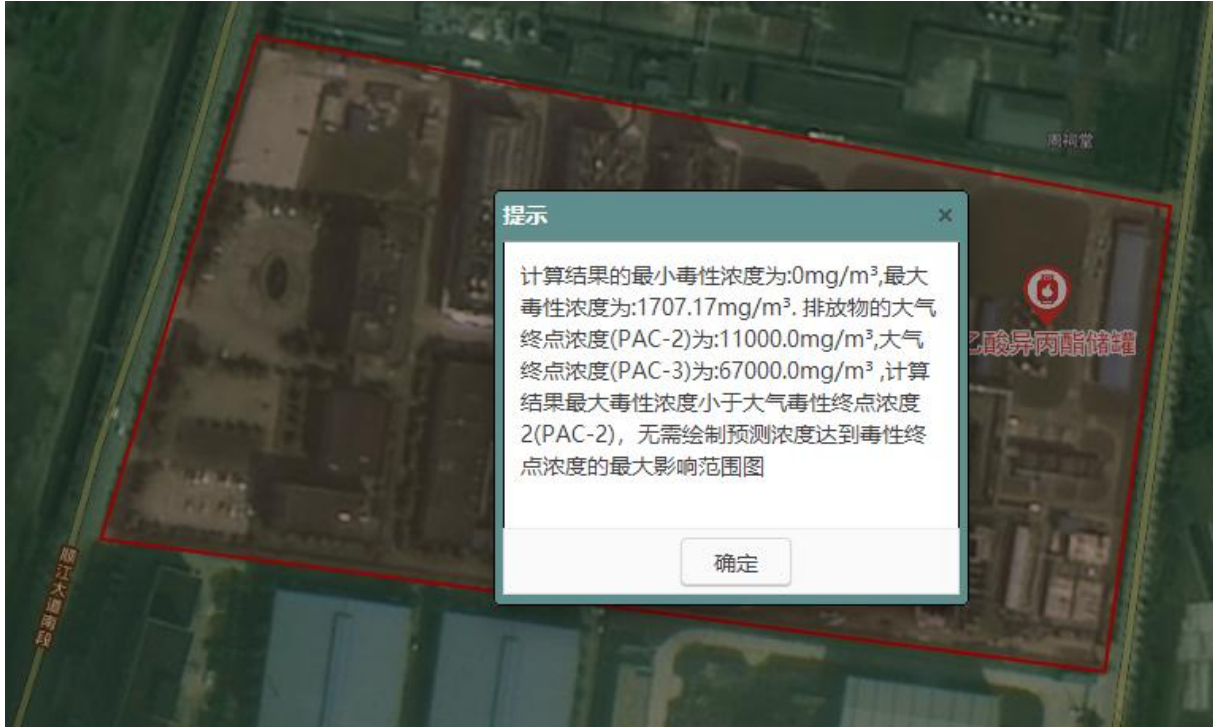 周祠堂
提示
×
计算结果的最小毒性浓度为:0mg/m³,最大
毒性浓度为:1707.17mg/m³. 排放物的大气
终点浓度(PAC-2)为:11000.0mg/m³,大气
终点浓度(PAC-3)为:67000.0mg/m³ ,计算
结果最大毒性浓度小于大气毒性终点浓度
2(PAC-2)，无需绘制预测浓度达到毒性终
点浓度的最大影响范围图
乙酸异丙酯储罐
确定
顺江大道南段